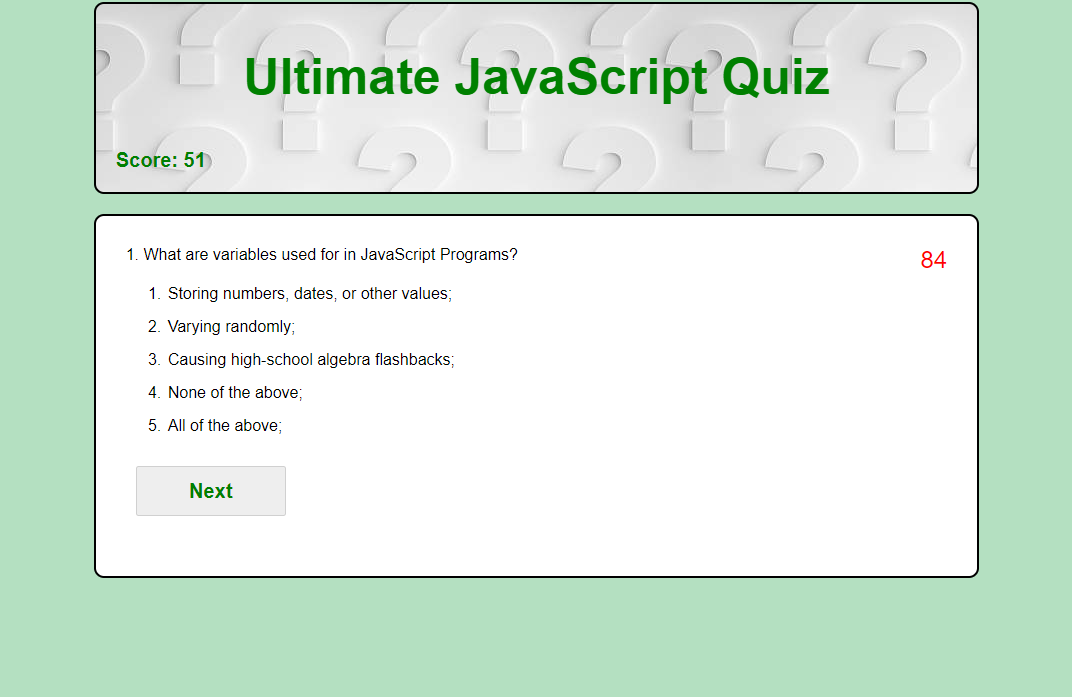 Ultimate JavaScript Quiz
Score: 51
1. What are variables used for in JavaScript Programs?
84
1. Storing numbers, dates, or other values;
2. Varying randomly;
3. Causing high-school algebra flashbacks;
4. None of the above;
5. All of the above;
Next